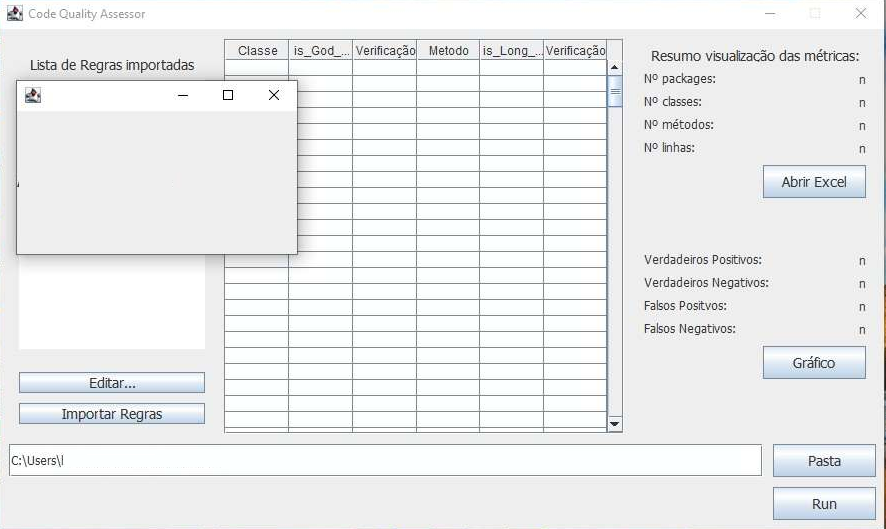 Code Quality Assessor
Lista de Regras importadas
Classe is_God_... Verificação Metodo is_Long_... Verificação
Resumo visualização das métricas:
Nº packages: n
Nº classes: n
Nº métodos: n
Nº linhas: n
Abrir Excel
Verdadeiros Positivos: n
Verdadeiros Negativos: n
Falsos Positvos: n
Falsos Negativos: n
Gráfico
Editar...
Importar Regras
C:\Users\l
Pasta
Run